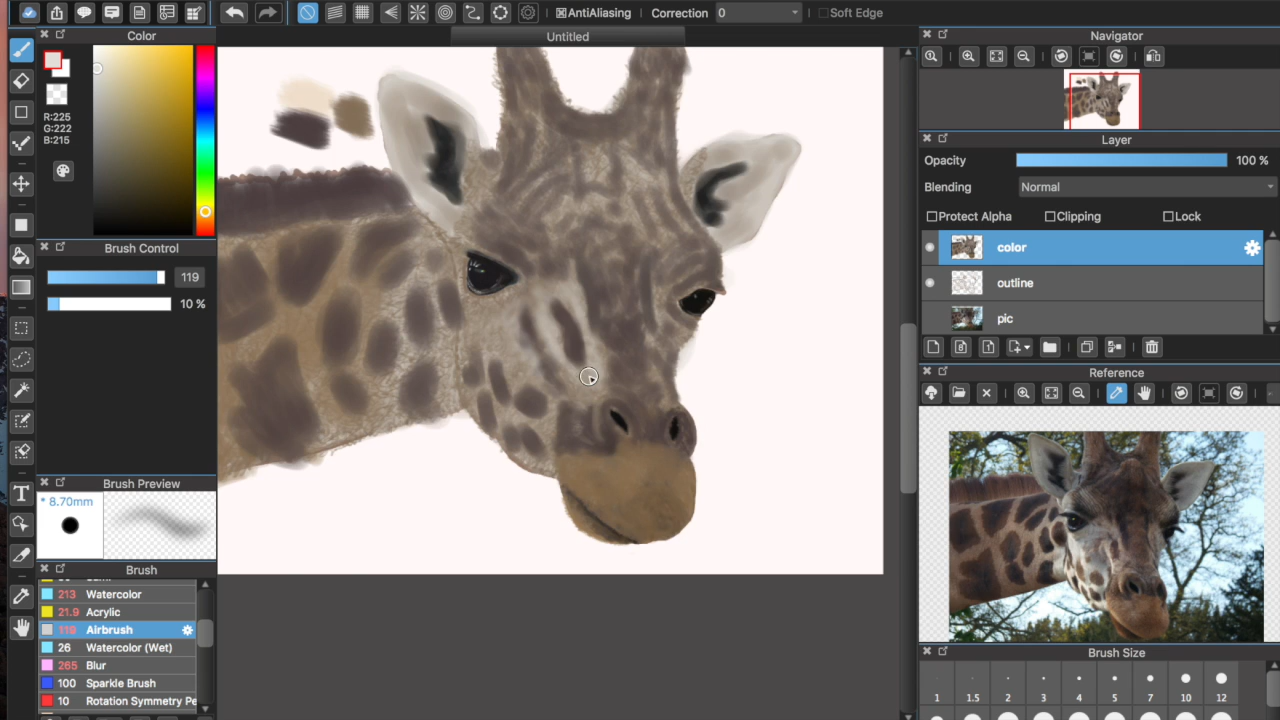 AntiAliasing Correction 0 Soft Edge
Color
Untitled
Navigator
R:225
G:222
B:215
Layer
Opacity 100 %
Blending Normal
Protect Alpha Clipping Lock
color
outline
pic
Brush Control
119
10 %
Reference
Brush Preview
* 8.70mm
Brush
213 Watercolor
21.9 Acrylic
119 Airbrush
26 Watercolor (Wet)
265 Blur
100 Sparkle Brush
10 Rotation Symmetry Pe
Brush Size
1 1.5 2 3 4 5 7 10 12